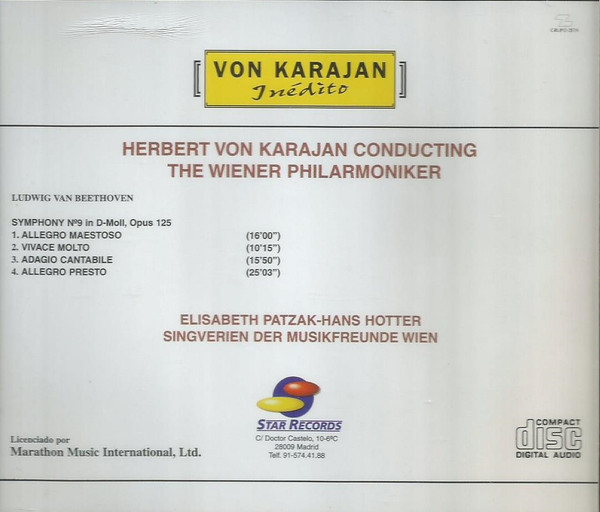 VON KARAJAN
Inédito
HERBERT VON KARAJAN CONDUCTING
THE WIENER PHILARMONIKER
LUDWIG VAN BEETHOVEN
SYMPHONY Nº9 in D-Moll, Opus 125
1. ALLEGRO MAESTOSO (16'00")
2. VIVACE MOLTO (10'15")
3. ADAGIO CANTABILE (15'50")
4. ALLEGRO PRESTO (25'03")
ELISABETH PATZAK-HANS HOTTER
SINGVERIEN DER MUSIKFREUNDE WIEN
STAR RECORDS
C/ Doctor Castelo, 10-6ºC
28009 Madrid
Telf. 91-574.41.88
Licenciado por
Marathon Music International, Ltd.
COMPACT
disc
DIGITAL AUDIO